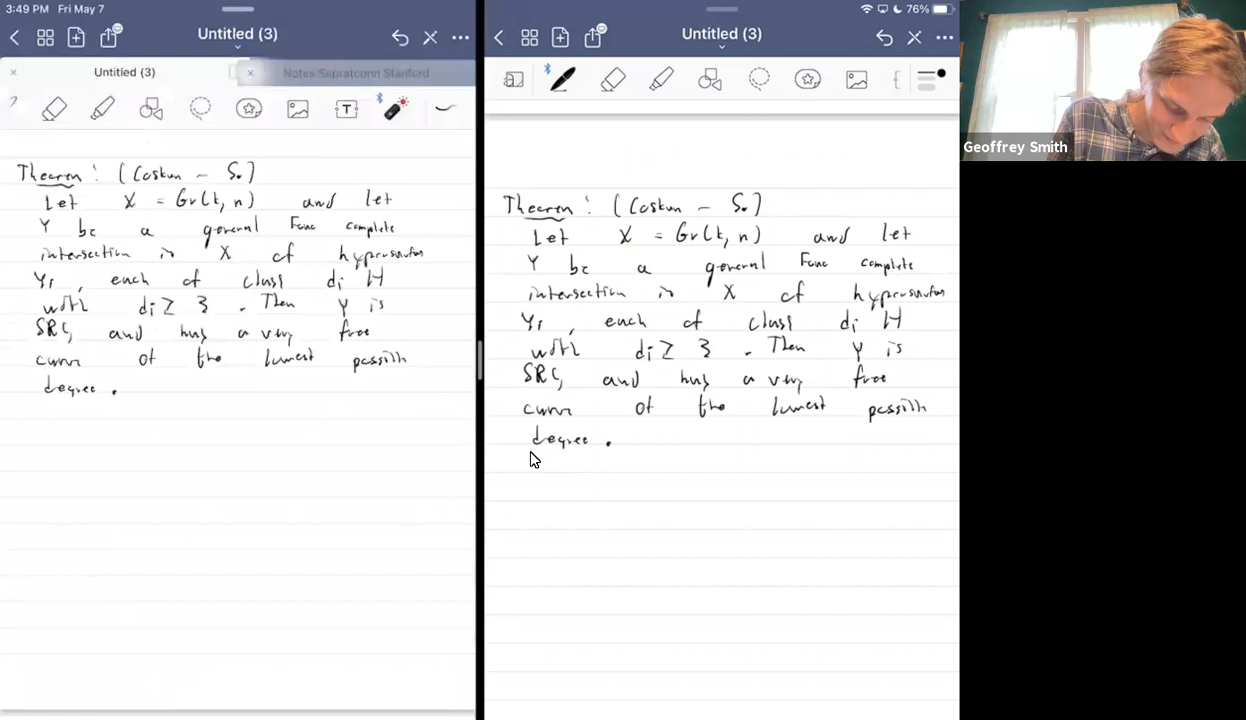 3:49 PM Fri May 7
76%
Untitled (3)
Untitled (3)
Untitled (3)
Notes Sepratconn Stanford
T
Geoffrey Smith
Theorem : (Coskun - S.)
Let X = Gr(k, n) and let
Y be a general Fano complete
intersection in X of hypersurfaces
Yi, each of class di H
with di ≥ 3 . Then Y is
SRC, and has a very free
curve of the lowest possible
degree .
Theorem : (Coskun - S.)
Let X = Gr(k, n) and let
Y be a general Fano complete
intersection in X of hypersurfaces
Yi, each of class di H
with di ≥ 3 . Then Y is
SRC, and has a very free
curve of the lowest possible
degree .